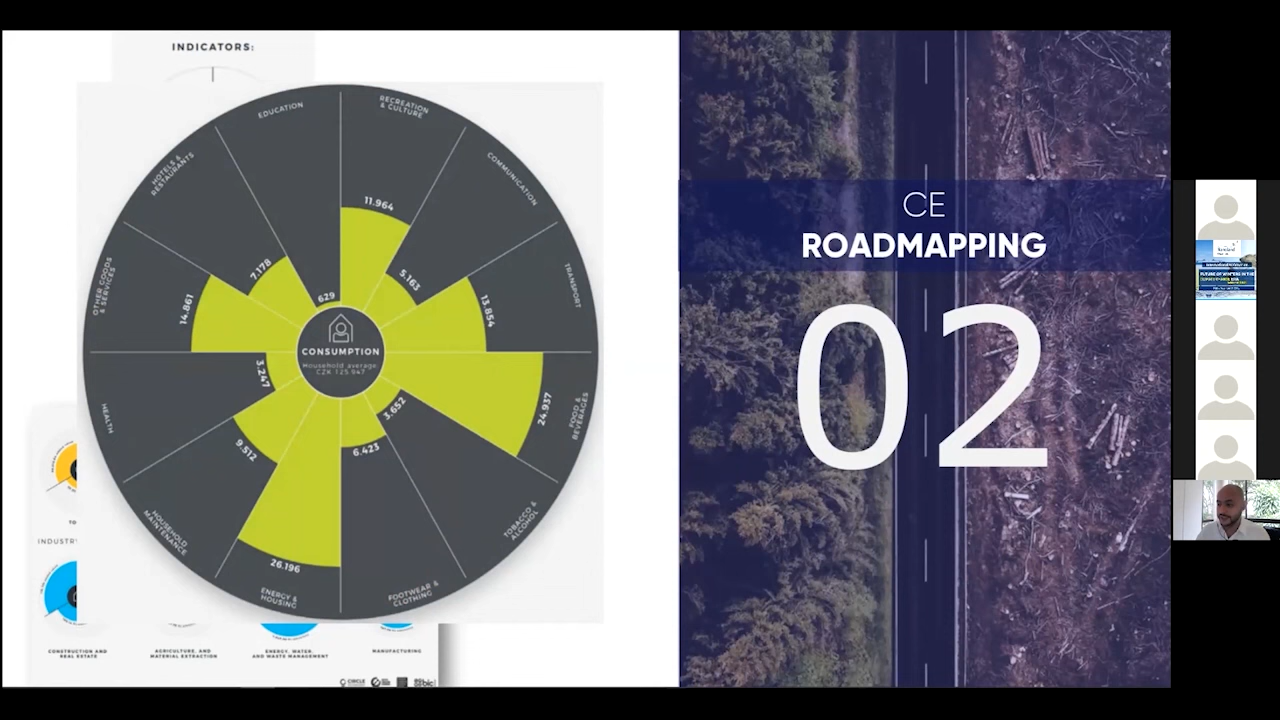 INDICATORS:
EDUCATION
RECREATION
& CULTURE
HOTELS &
RESTAURANTS
COMMUNICATION
OTHER GOODS
& SERVICES
TRANSPORT
HEALTH
FOOD &
BEVERAGES
HOUSEHOLD
MAINTENANCE
TOBACCO &
ALCOHOL
ENERGY &
HOUSING
FOOTWEAR &
CLOTHING
11.964
5.163
13.854
24.937
3.652
6.423
26.196
9.512
3.247
14.861
7.178
629
CONSUMPTION
Household average:
CZK 125.947
INDUSTRY
CONSTRUCTION AND
REAL ESTATE
AGRICULTURE, AND
MATERIAL EXTRACTION
ENERGY, WATER,
AND WASTE MANAGEMENT
MANUFACTURING
CIRCLE
CE
ROADMAPPING
02